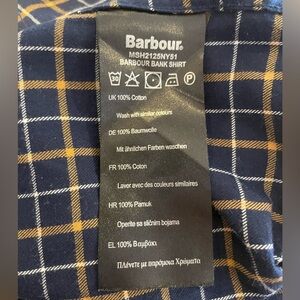 Barbour.
MSH2125NY51
BARBOUR BANK SHIRT
30 P
UK 100% Cotton
Wash with similar colours
DE 100% Baumwolle
Mit ähnlichen Farben waschen
FR 100% Coton
Laver avec des couleurs similaires
HR 100% Pamuk
Operite sa sličnim bojama
EL 100% Βαμβάκι
Πλένετε με παρόμοια Χρώματα